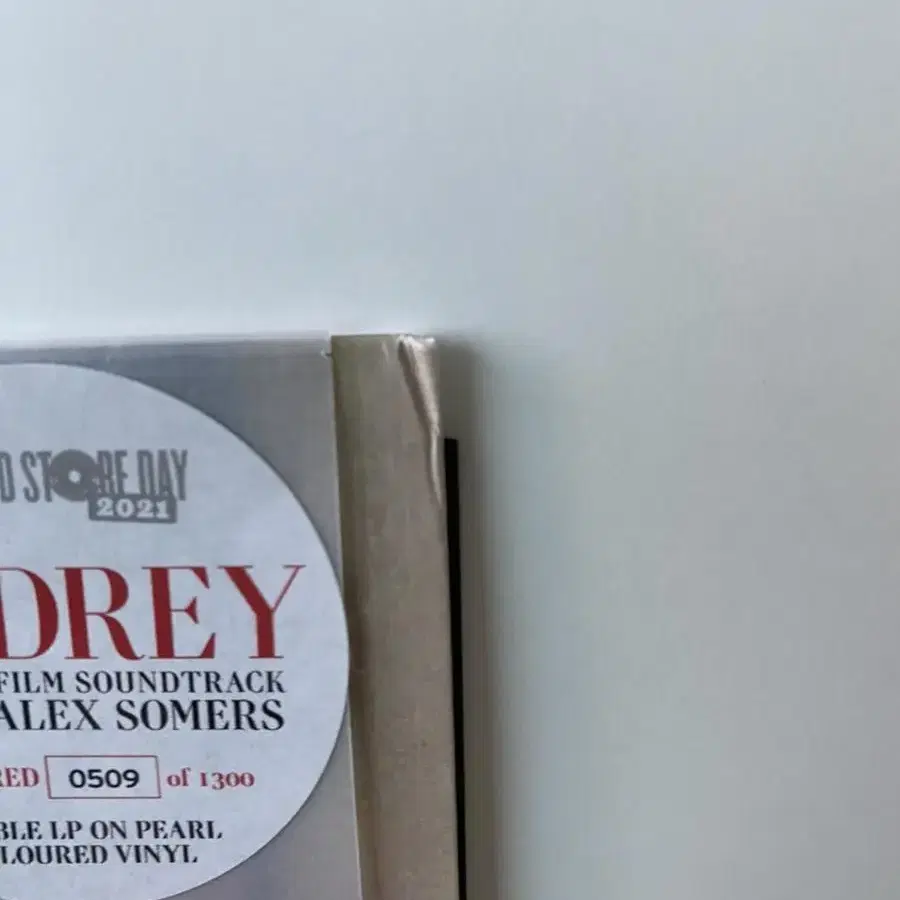 D STORE DAY
2021
DREY
FILM SOUNDTRACK
ALEX SOMERS
RED 0509 of 1300
BLE LP ON PEARL
LOURED VINYL